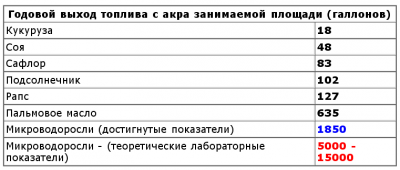 Годовой выход топлива с акра занимаемой площади (галлонов)
Кукуруза 18
Соя 48
Сафлор 83
Подсолнечник 102
Рапс 127
Пальмовое масло 635
Микроводоросли (достигнутые показатели) 1850
Микроводоросли - (теоретические лабораторные 5000 -
показатели) 15000